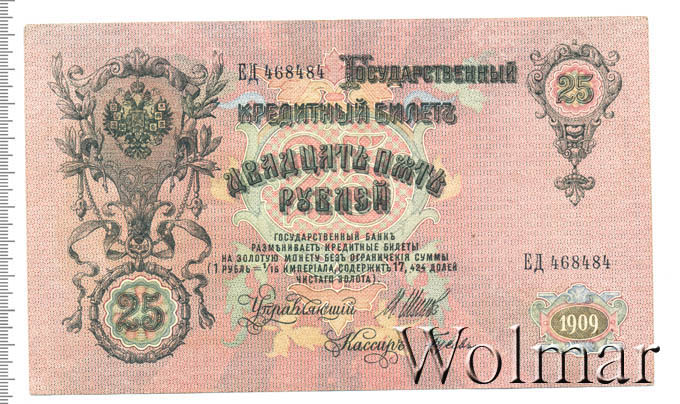 ЕД 468484 Государственный
Кредитный Билетъ
25
Двадцать пять
рублей
Государственный банкъ
размѣниваетъ кредитные билеты
на золотую монету безъ ограниченія суммы
(1 рубль = 1/15 имперіала, содержитъ 17,424 долей
чистаго золота).
ЕД 468484
25
Управляющій
1909
Кассиръ
Wolmar